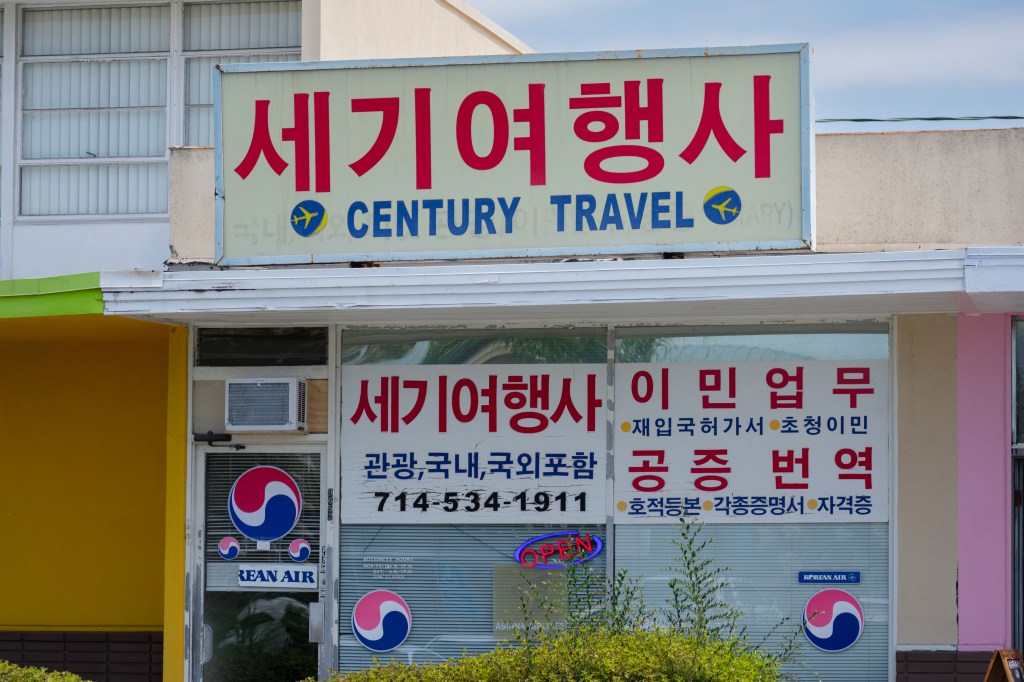 세기여행사
CENTURY TRAVEL
세기여행사
관광,국내,국외포함
714-534-1911
이민업무
재입국허가서 초청이민
공증 번역
호적등본 각종증명서 자격증
OPEN
REAN AIR
BUSINESS HOURS
KOREAN AIR